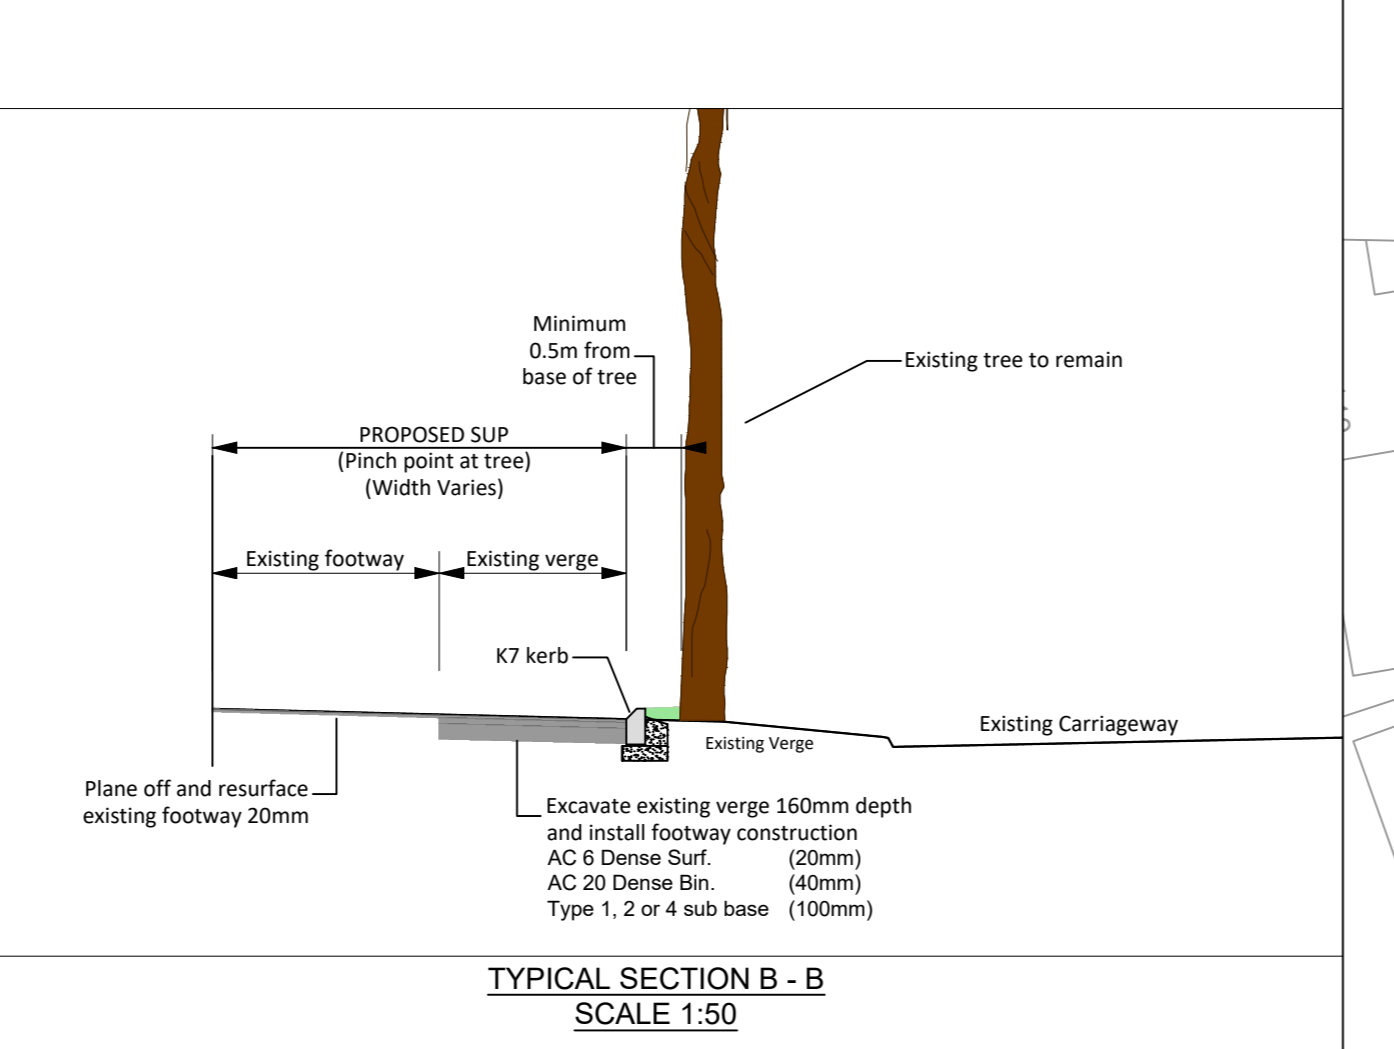 Minimum
0.5m from
base of tree
Existing tree to remain
PROPOSED SUP
(Pinch point at tree)
(Width Varies)
Existing footway
Existing verge
K7 kerb
Existing Verge
Existing Carriageway
Plane off and resurface
existing footway 20mm
Excavate existing verge 160mm depth
and install footway construction
AC 6 Dense Surf. (20mm)
AC 20 Dense Bin. (40mm)
Type 1, 2 or 4 sub base (100mm)
TYPICAL SECTION B - B
SCALE 1:50